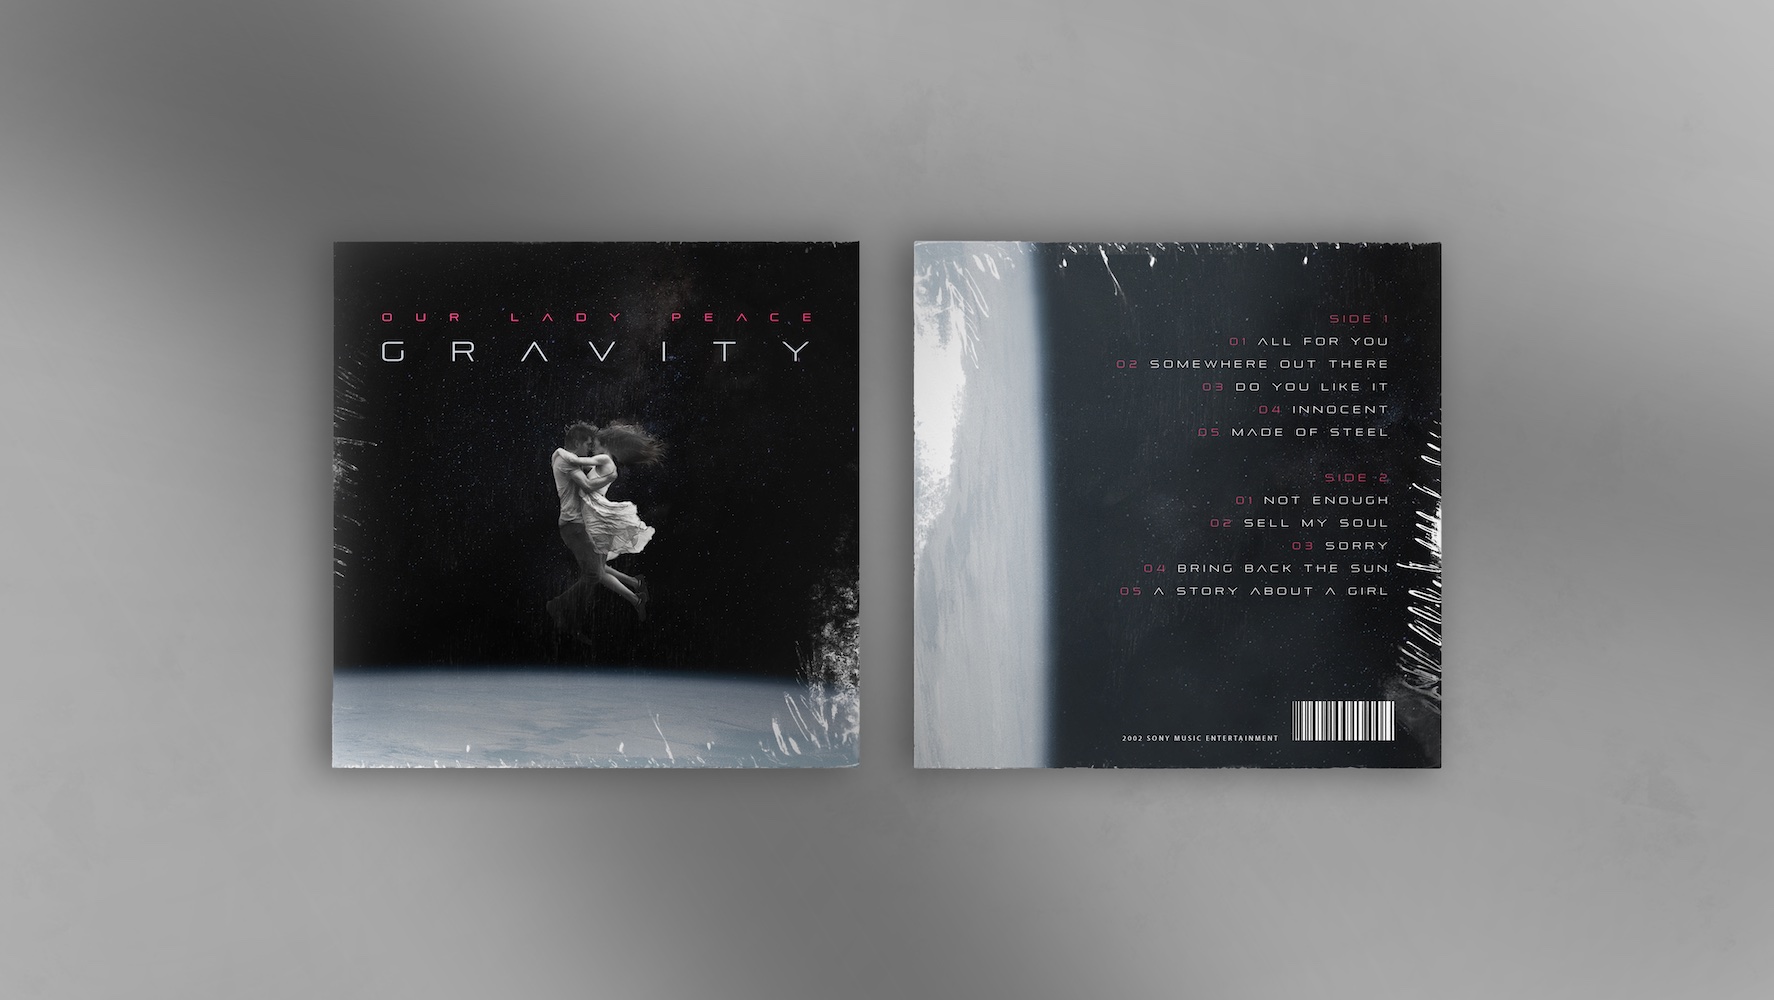 OUR LADY PEACE
GRAVITY
SIDE 1
01 ALL FOR YOU
02 SOMEWHERE OUT THERE
03 DO YOU LIKE IT
04 INNOCENT
05 MADE OF STEEL
SIDE 2
01 NOT ENOUGH
02 SELL MY SOUL
03 SORRY
04 BRING BACK THE SUN
05 A STORY ABOUT A GIRL
2002 SONY MUSIC ENTERTAINMENT